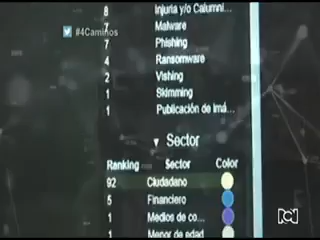 8 Injuria y/o Calumni...
7 Malware
#4Caminos
7 Phishing
4 Ransomware
2 Vishing
1 Skimming
1 Publicación de Imá...
▼ Sector
Ranking Sector Color
92 Ciudadano
5 Financiero
1 Medios de co...
1 Menor de edad
RCN